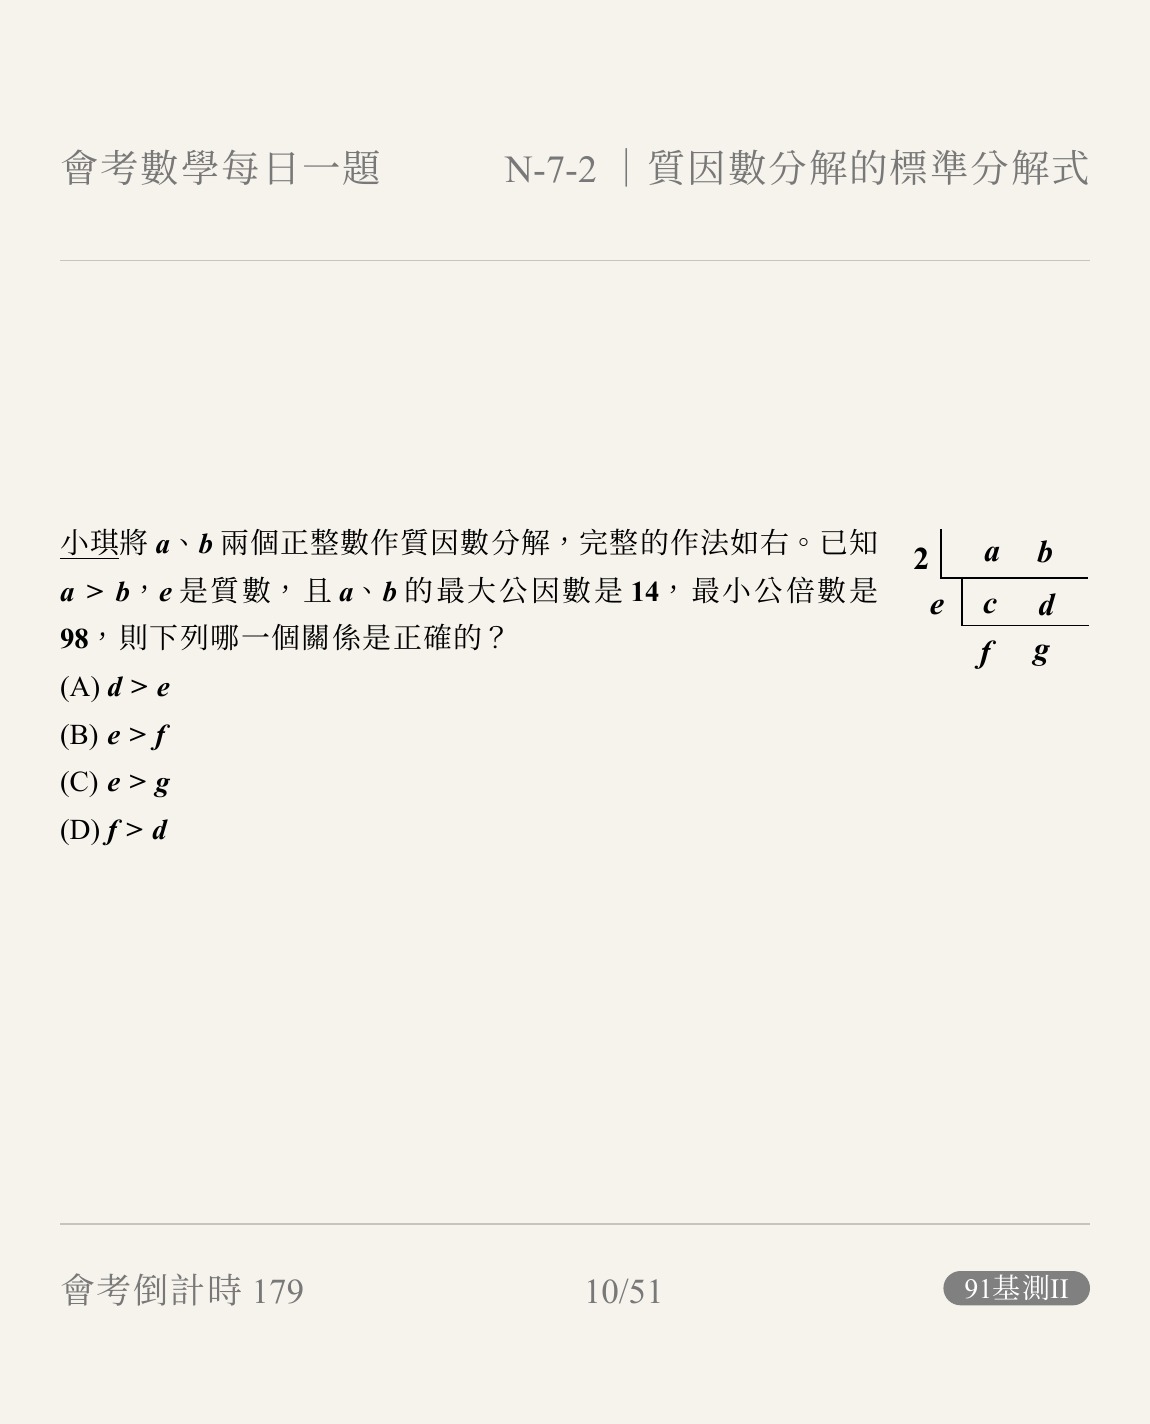 會考數學每日一題
N-7-2｜質因數分解的標準分解式
小琪將 a、b 兩個正整數作質因數分解，完整的作法如右。已知
a > b，e 是質數，且 a、b 的最大公因數是 14，最小公倍數是
98，則下列哪一個關係是正確的？
(A) d > e
(B) e > f
(C) e > g
(D) f > d
2 a b
e c d
f g
會考倒計時 179
10/51
91基測II